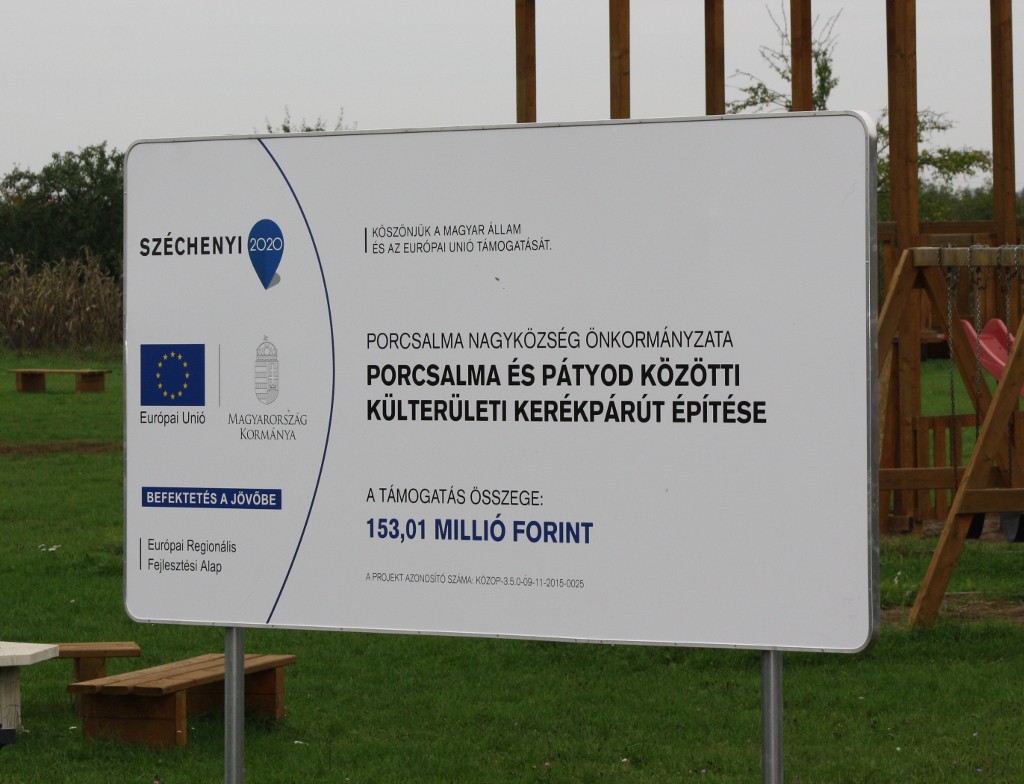 SZÉCHENYI 2020
Európai Unió
MAGYARORSZÁG
KORMÁNYA
BEFEKTETÉS A JÖVŐBE
Európai Regionális
Fejlesztési Alap
KÖSZÖNJÜK A MAGYAR ÁLLAM
ÉS AZ EURÓPAI UNIÓ TÁMOGATÁSÁT.
PORCSALMA NAGYKÖZSÉG ÖNKORMÁNYZATA
PORCSALMA ÉS PÁTYOD KÖZÖTTI
KÜLTERÜLETI KERÉKPÁRÚT ÉPÍTÉSE
A TÁMOGATÁS ÖSSZEGE:
153,01 MILLIÓ FORINT
A PROJEKT AZONOSÍTÓ SZÁMA: KÖZOP-3.5.0-09-11-2015-0025